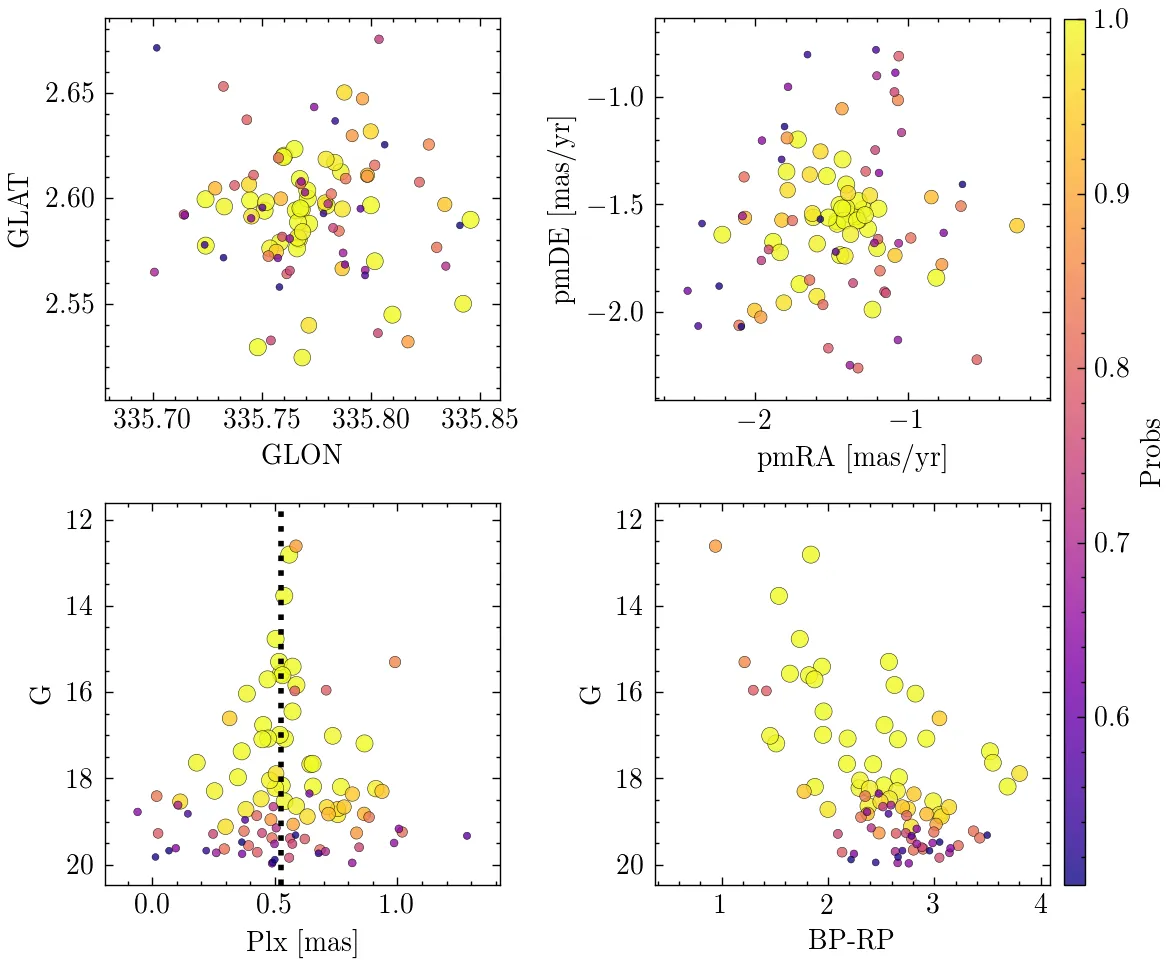 2.65
2.60
2.55
GLAT
335.70 335.75 335.80 335.85
GLON
−1.0
−1.5
−2.0
pmDE [mas/yr]
−2 −1
pmRA [mas/yr]
1.0
0.9
0.8
0.7
0.6
Probs
12
14
16
18
20
G
0.0 0.5 1.0
Plx [mas]
12
14
16
18
20
G
1 2 3 4
BP-RP